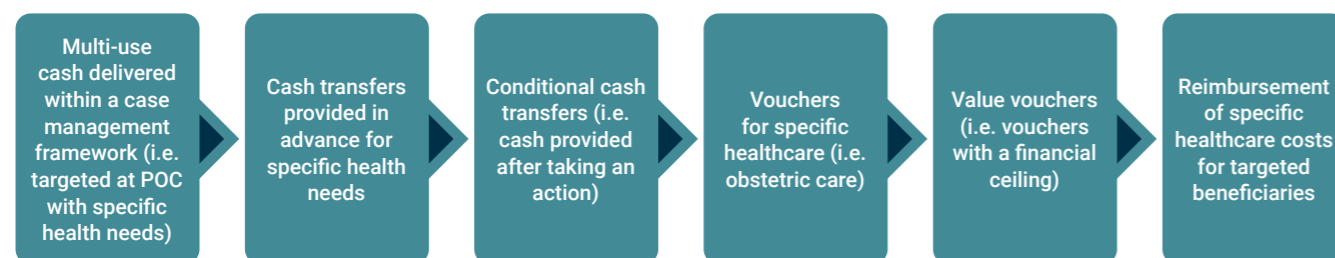 Multi-use
cash delivered
within a case
management
framework (i.e.
targeted at POC
with specific
health needs)
Cash transfers
provided in
advance for
specific health
needs
Conditional cash
transfers (i.e.
cash provided
after taking an
action)
Vouchers
for specific
healthcare (i.e.
obstetric care)
Value vouchers
(i.e. vouchers
with a financial
ceiling)
Reimbursement
of specific
healthcare costs
for targeted
beneficiaries